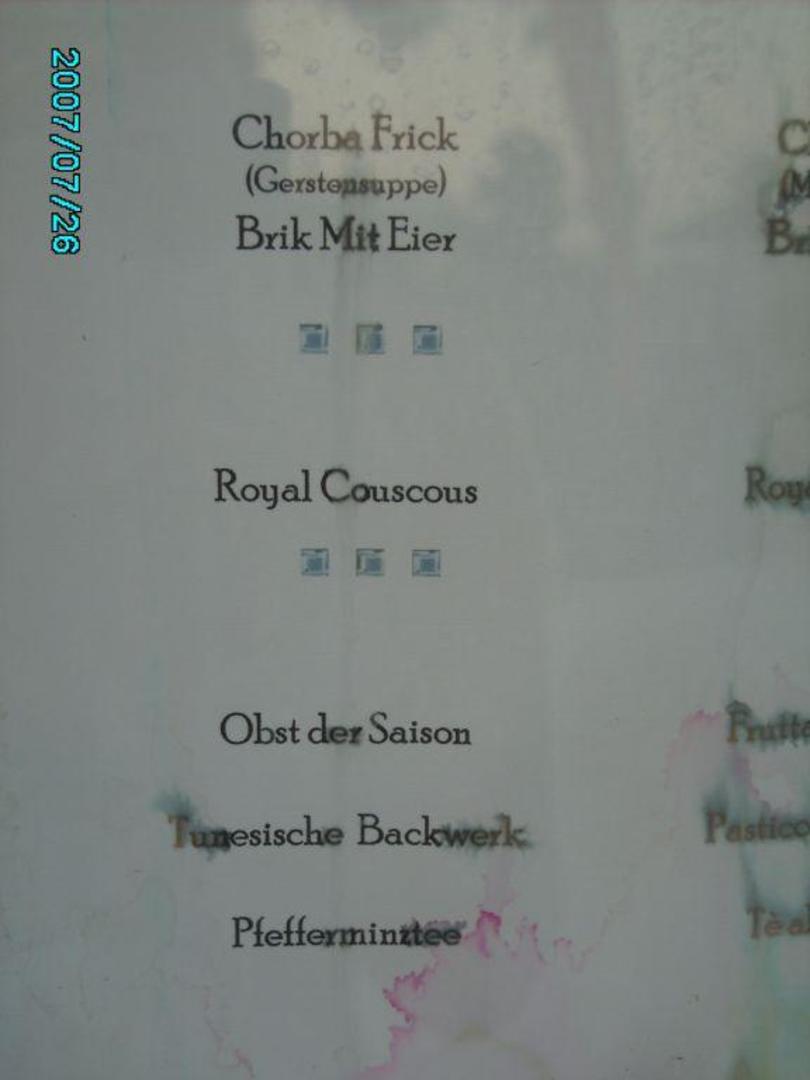 2007/07/26
Chorba Frick
(Gerstensuppe)
Brik Mit Eier
Royal Couscous
Obst der Saison
Tunesische Backwerk
Pfefferminztee